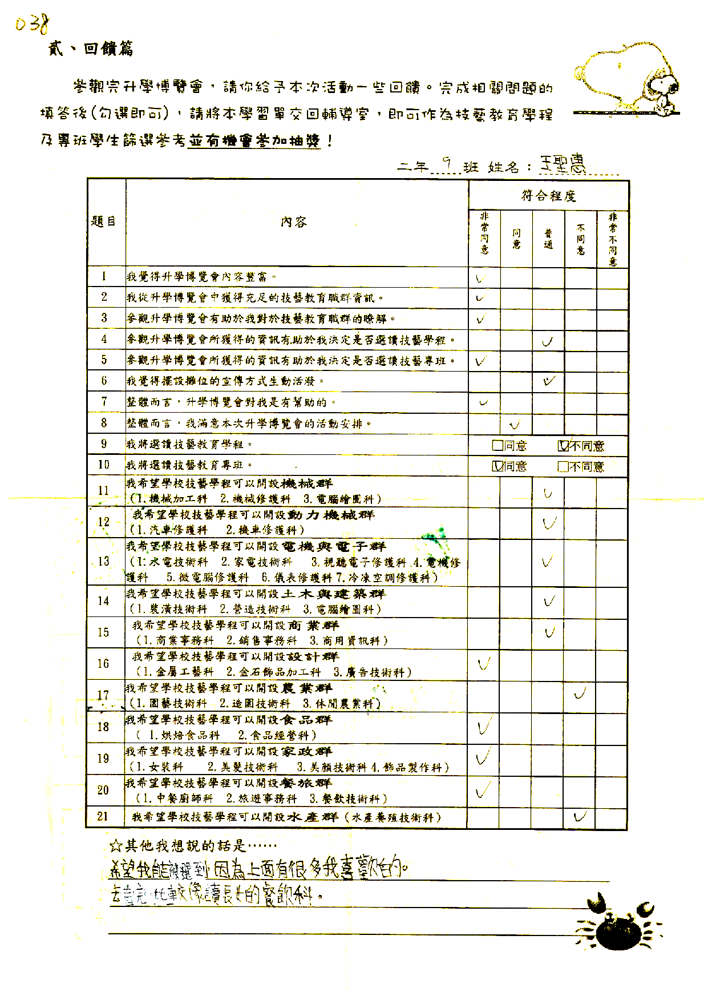 038
貳、回饋篇
參觀完升學博覽會，請你給予本次活動一些回饋。完成相關問題的
填答後(勾選即可)，請將本學習單交回輔導室，即可作為技藝教育學程
及專班學生篩選參考並有機會參加抽獎！
二年 9 班 姓名：王聖惠
題目 內容 符合程度
非常同意 同意 普通 不同意 非常不同意
1 我覺得升學博覽會內容豐富。 ✓
2 我從升學博覽會中獲得充足的技藝教育職群資訊。 ✓
3 參觀升學博覽會有助於我對於技藝教育職群的瞭解。 ✓
4 參觀升學博覽會所獲得的資訊有助於我決定是否選讀技藝學程。 ✓
5 參觀升學博覽會所獲得的資訊有助於我決定是否選讀技藝專班。 ✓
6 我覺得擺設攤位的宣傳方式生動活潑。 ✓
7 整體而言，升學博覽會對我是有幫助的。 ✓
8 整體而言，我滿意本次升學博覽會的活動安排。 ✓
9 我將選讀技藝教育學程。 □同意 ☑不同意
10 我將選讀技藝教育專班。 ☑同意 □不同意
11 我希望學校技藝學程可以開設機械群 ✓
(1.機械加工科 2.機械修護科 3.電腦繪圖科)
12 我希望學校技藝學程可以開設動力機械群 ✓
(1.汽車修護科 2.機車修護科)
13 我希望學校技藝學程可以開設電機與電子群 ✓
(1.水電技術科 2.家電技術科 3.視聽電子修護科 4.電機修
護科 5.微電腦修護科 6.儀表修護科 7.冷凍空調修護科)
14 我希望學校技藝學程可以開設土木與建築群 ✓
(1.裝潢技術科 2.營造技術科 3.電腦繪圖科)
15 我希望學校技藝學程可以開設商業群 ✓
(1.商業事務科 2.銷售事務科 3.商用資訊科)
16 我希望學校技藝學程可以開設設計群 ✓
(1.金屬工藝科 2.金石飾品加工科 3.廣告技術科)
17 我希望學校技藝學程可以開設農業群 ✓
(1.園藝技術科 2.造園技術科 3.休閒農業科)
18 我希望學校技藝學程可以開設食品群 ✓
( 1.烘焙食品科 2.食品經營科)
19 我希望學校技藝學程可以開設家政群 ✓
(1.女裝科 2.美髮技術科 3.美顏技術科 4.飾品製作科)
20 我希望學校技藝學程可以開設餐旅群 ✓
(1.中餐廚師科 2.旅遊事務科 3.餐飲技術科)
21 我希望學校技藝學程可以開設水產群(水產養殖技術科) ✓
☆其他我想說的話是……
希望我能被選到，因為上面有很多我喜歡的。
去看完，比較像讀長大的餐飲科。